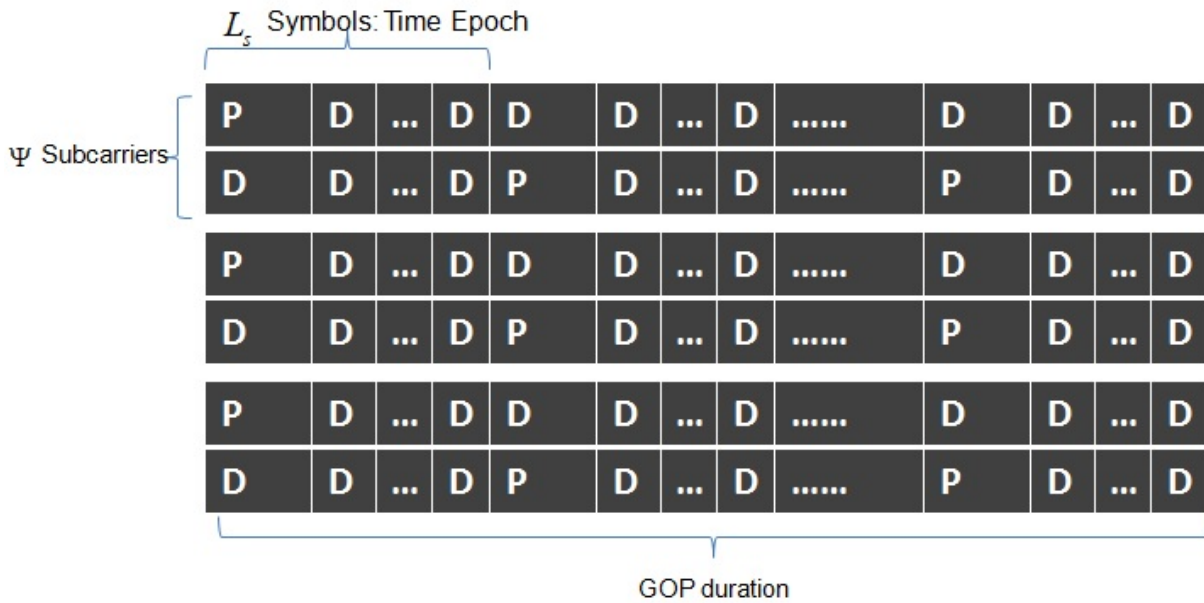 L_s Symbols: Time Epoch
P D ... D D D ... D ...... D D ... D
Ψ Subcarriers
D D ... D P D ... D ...... P D ... D
P D ... D D D ... D ...... D D ... D
D D ... D P D ... D ...... P D ... D
P D ... D D D ... D ...... D D ... D
D D ... D P D ... D ...... P D ... D
GOP duration